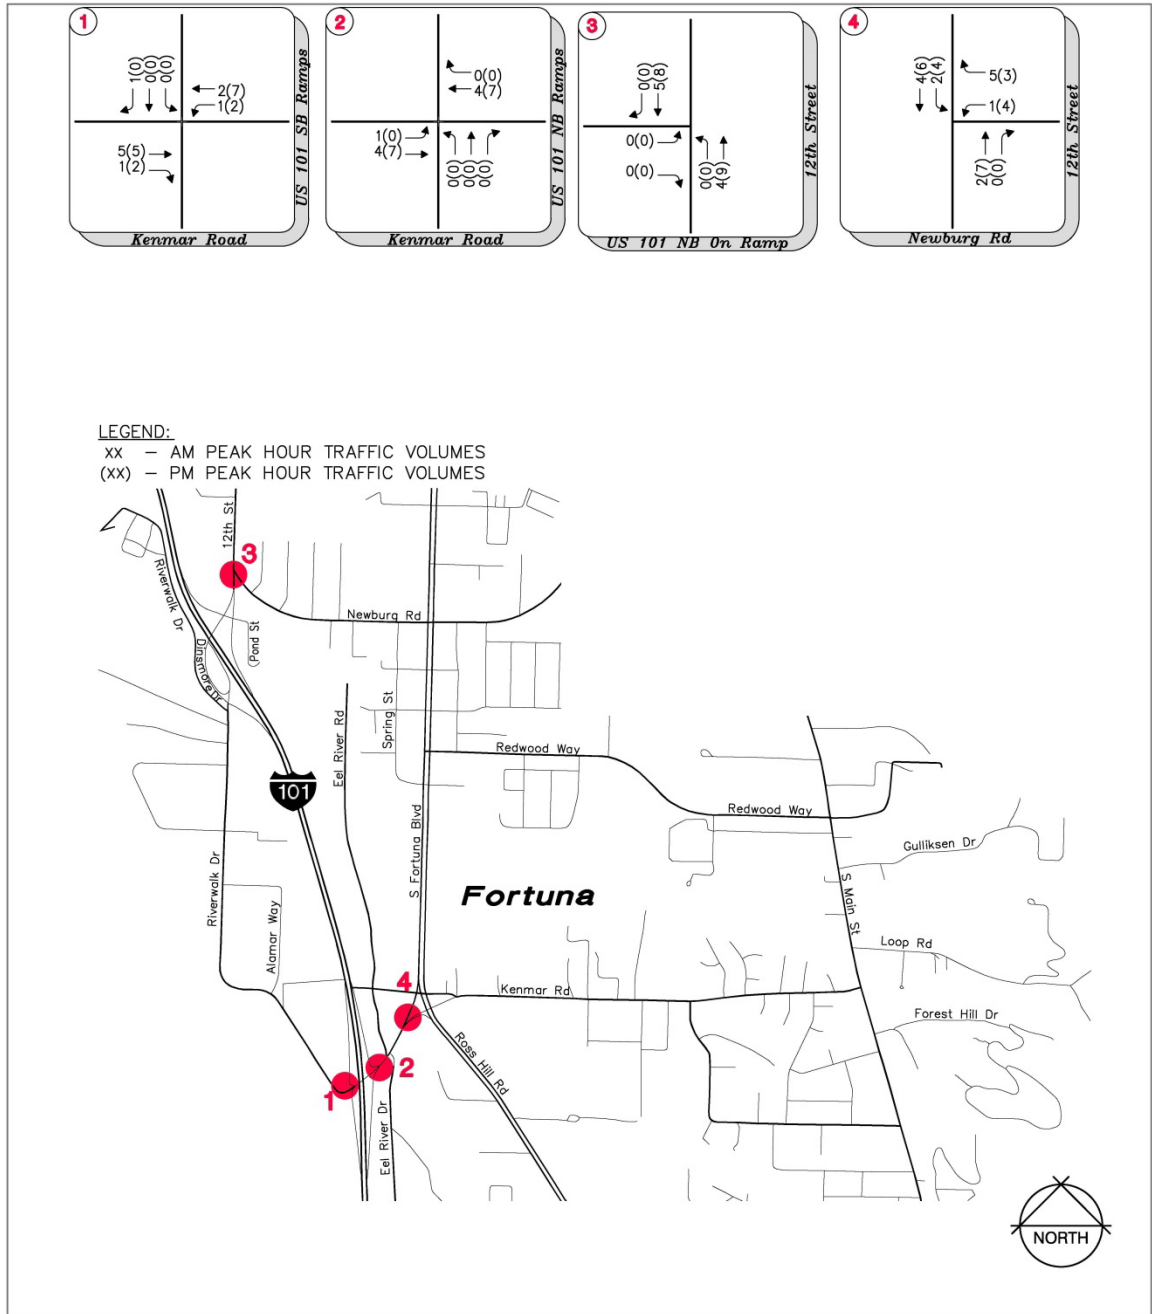 1
1(6)
0(0)
0(0)
2(7)
1(2)
5(5)
1(2)
US 101 SB Ramps
Kenmar Road
2
0(0)
4(7)
1(0)
4(7)
0(0)
0(0)
0(0)
US 101 NB Ramps
Kenmar Road
3
0(0)
5(8)
0(0)
0(0)
0(0)
4(9)
12th Street
US 101 NB On Ramp
4
4(6)
2(4)
5(3)
1(4)
2(7)
0(0)
12th Street
Newburg Rd
LEGEND:
XX – AM PEAK HOUR TRAFFIC VOLUMES
(XX) – PM PEAK HOUR TRAFFIC VOLUMES
12th St
3
Riverwalk Dr
Newburg Rd
Pond St
Dinsmore Dr
Spring St
Eel River Rd
Redwood Way
101
Redwood Way
S Fortuna Blvd
Gulliksen Dr
Riverwalk Dr
Fortuna
S Main St
Alamar Way
Loop Rd
4
Kenmar Rd
Forest Hill Dr
Ross Hill Rd
2
1
Eel River Dr
NORTH